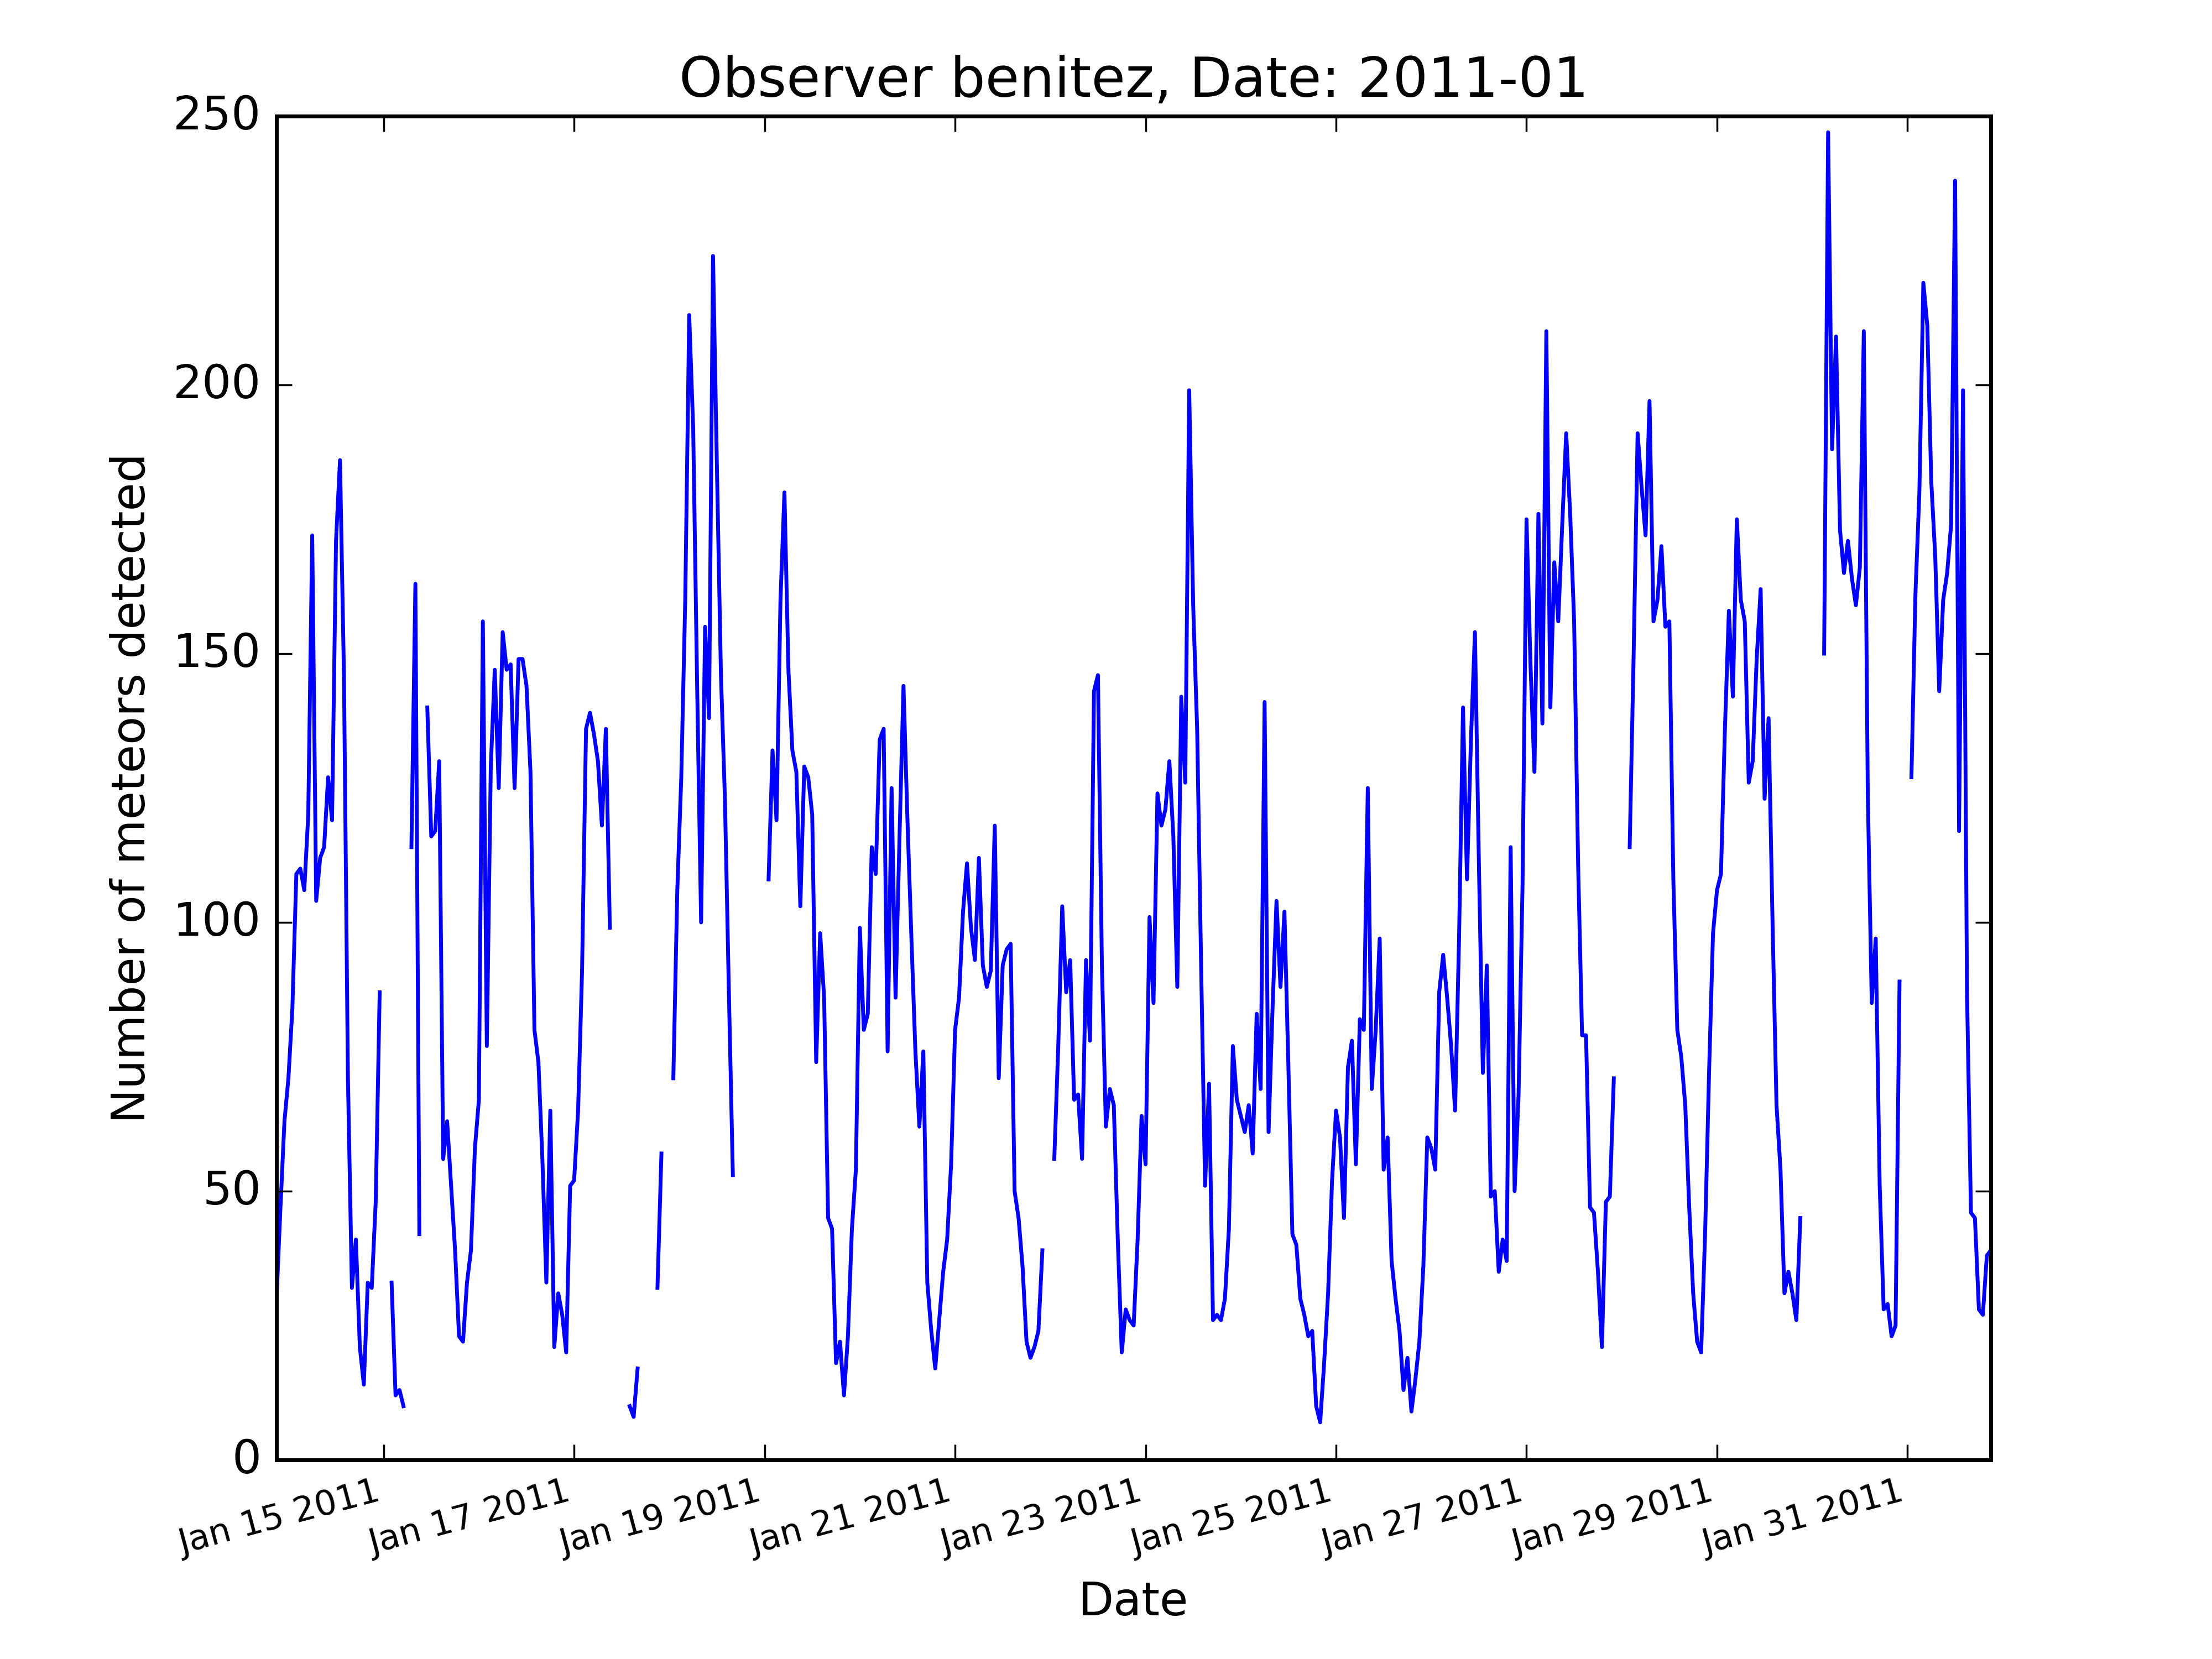 Observer benitez, Date: 2011-01
Number of meteors detected
250
200
150
100
50
0
Jan 15 2011
Jan 17 2011
Jan 19 2011
Jan 21 2011
Jan 23 2011
Jan 25 2011
Jan 27 2011
Jan 29 2011
Jan 31 2011
Date